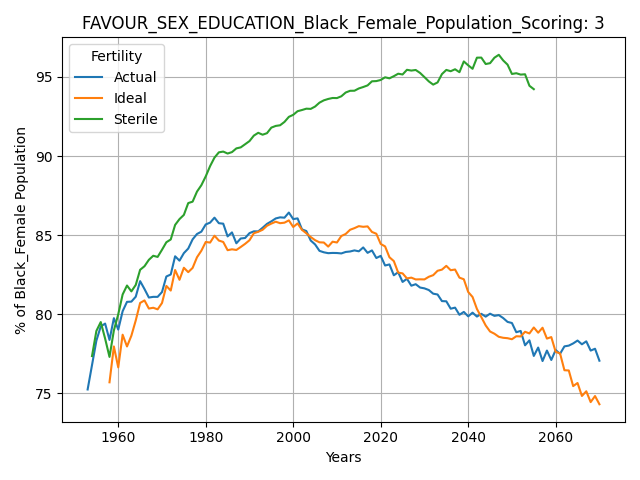 FAVOUR_SEX_EDUCATION_Black_Female_Population_Scoring: 3
Fertility
Actual
Ideal
Sterile
% of Black_Female Population
95
90
85
80
75
1960
1980
2000
2020
2040
2060
Years